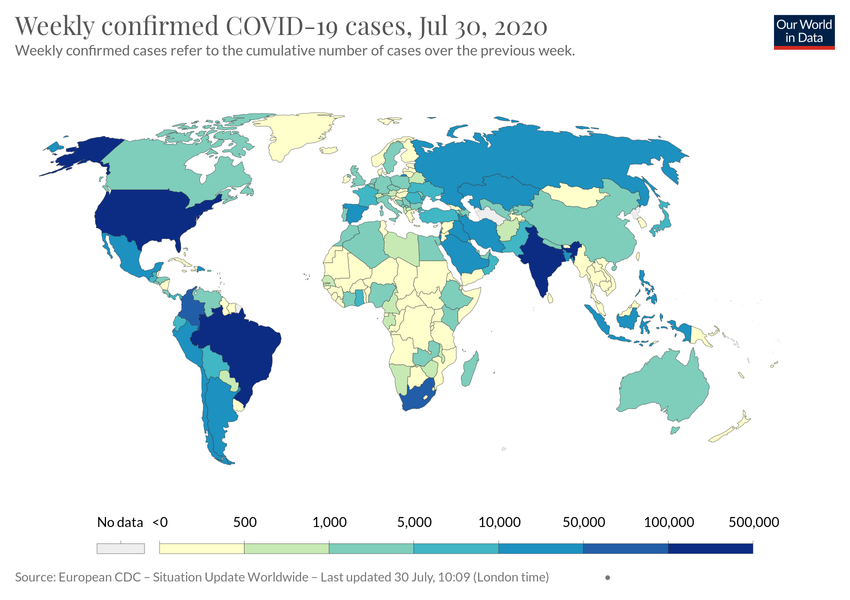 Weekly confirmed COVID-19 cases, Jul 30, 2020
Weekly confirmed cases refer to the cumulative number of cases over the previous week.
Our World
in Data
No data <0 500 1,000 5,000 10,000 50,000 100,000 500,000
Source: European CDC – Situation Update Worldwide – Last updated 30 July, 10:09 (London time) •